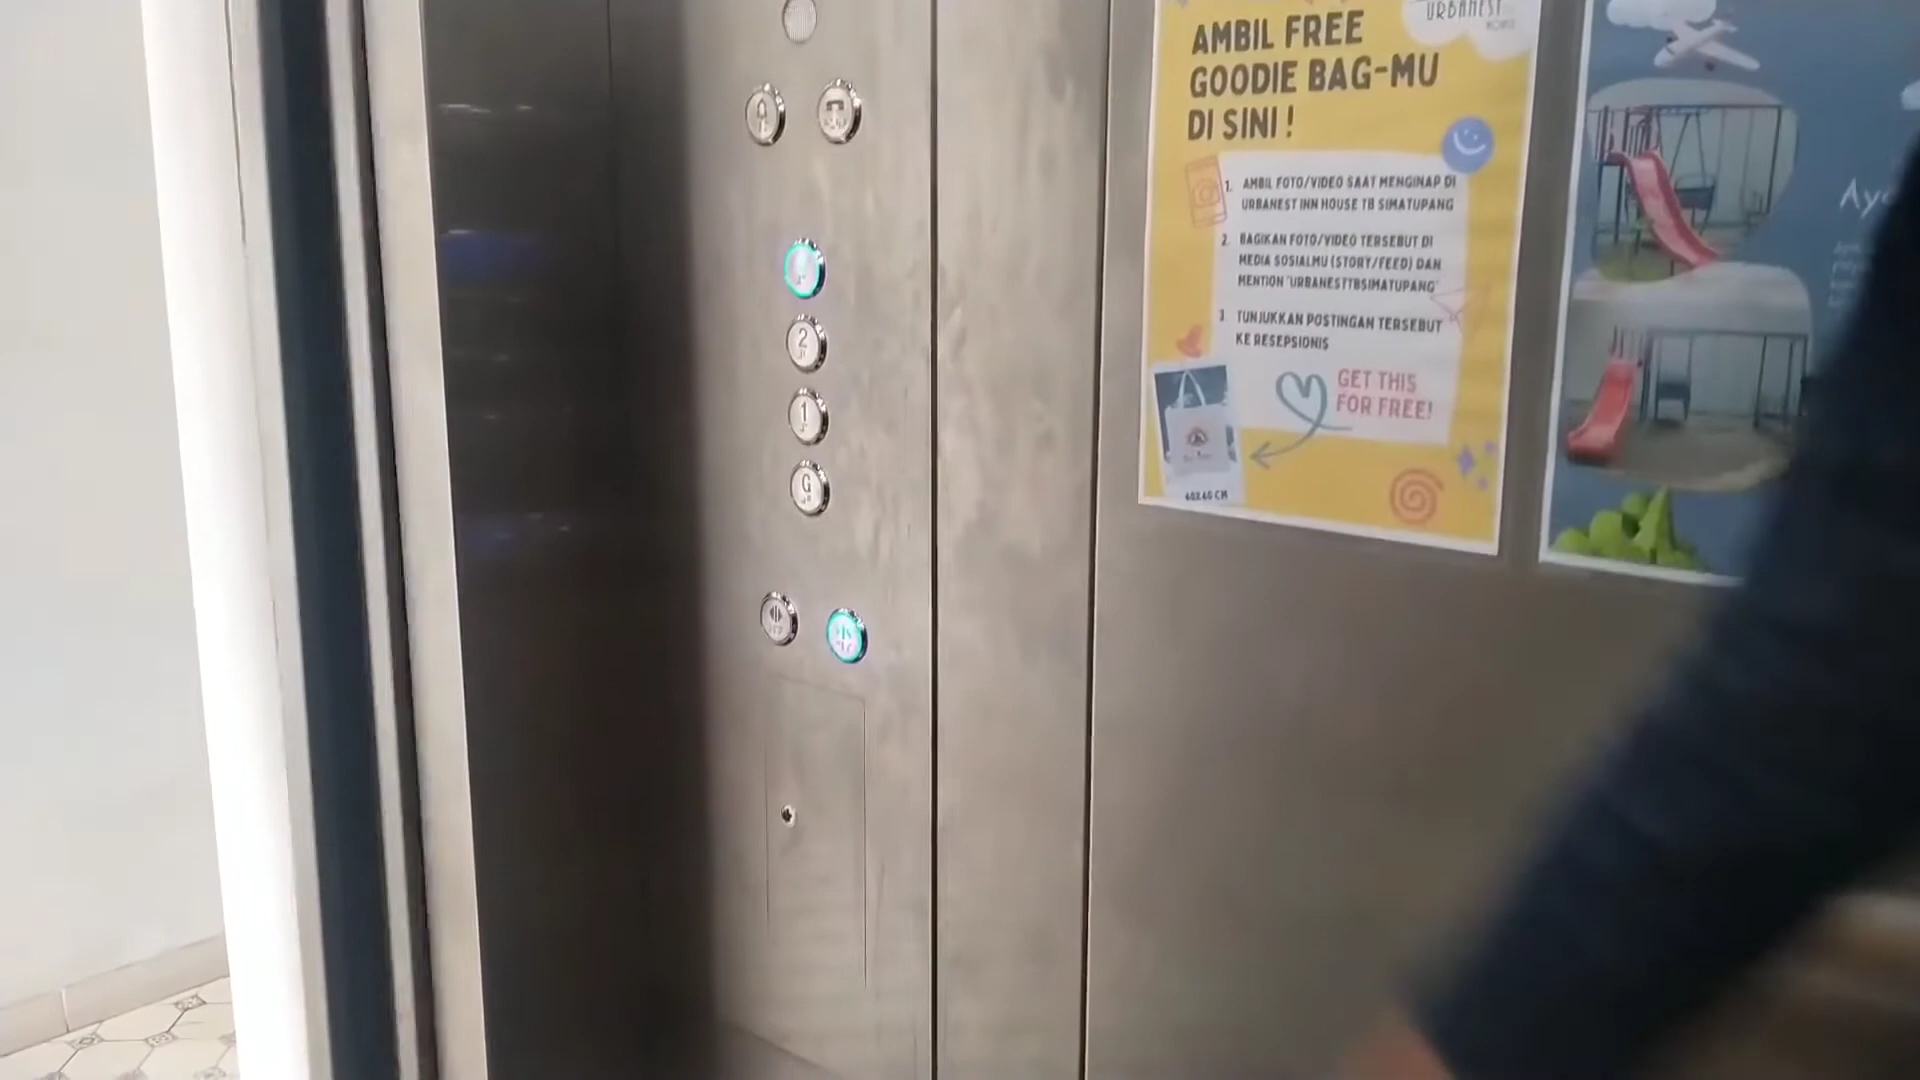 URBANEST
AMBIL FREE
GOODIE BAG-MU
DI SINI!
1. AMBIL FOTO/VIDEO SAAT MENGINAP DI
URBANEST INN HOUSE TB SIMATUPANG
2. BAGIKAN FOTO/VIDEO TERSEBUT DI
MEDIA SOSIALMU (STORY/FEED) DAN
MENTION "URBANESTTBSIMATUPANG"
3. TUNJUKKAN POSTINGAN TERSEBUT
KE RESEPSIONIS
GET THIS
FOR FREE!
40X40 CM
2
1
G